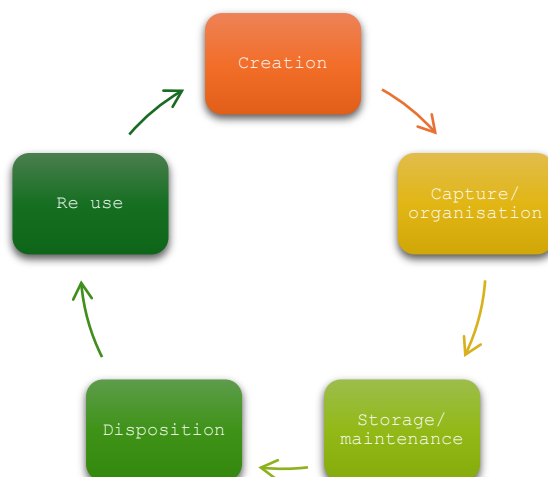 Creation
Capture/
organisation
Re use
Storage/
maintenance
Disposition